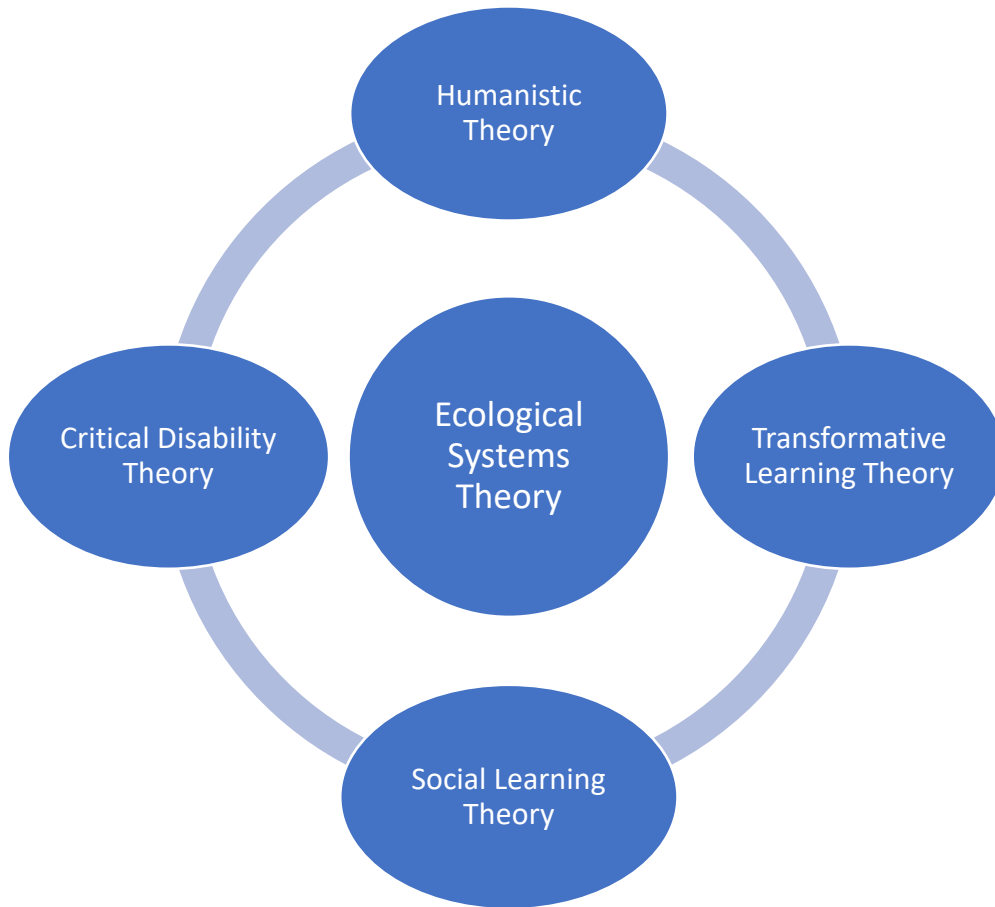 Humanistic
Theory
Critical Disability
Theory
Ecological
Systems
Theory
Transformative
Learning Theory
Social Learning
Theory